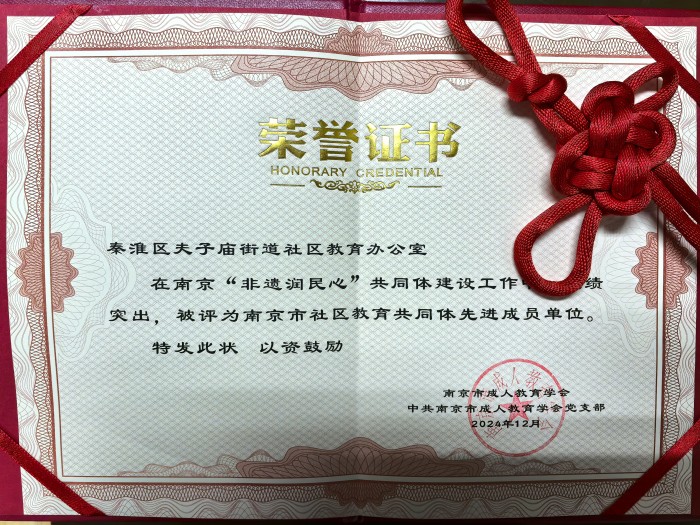 荣誉证书
HONORARY CREDENTIAL
秦淮区夫子庙街道社区教育办公室
在南京“非遗润民心”共同体建设工作绩
突出，被评为南京市社区教育共同体先进成员单位。
特发此状 以资鼓励
南京市成人教育学会
中共南京市成人教育学会党支部
2024年12月